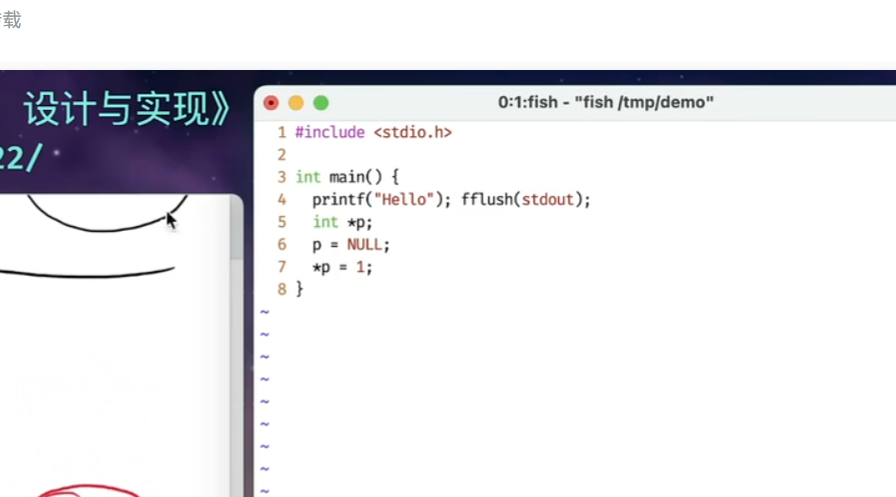 载
设计与实现》
22/
0:1:fish - "fish /tmp/demo"
1 #include <stdio.h>
2
3 int main() {
4   printf("Hello"); fflush(stdout);
5   int *p;
6   p = NULL;
7   *p = 1;
8 }
~
~
~
~
~
~
~
~
~